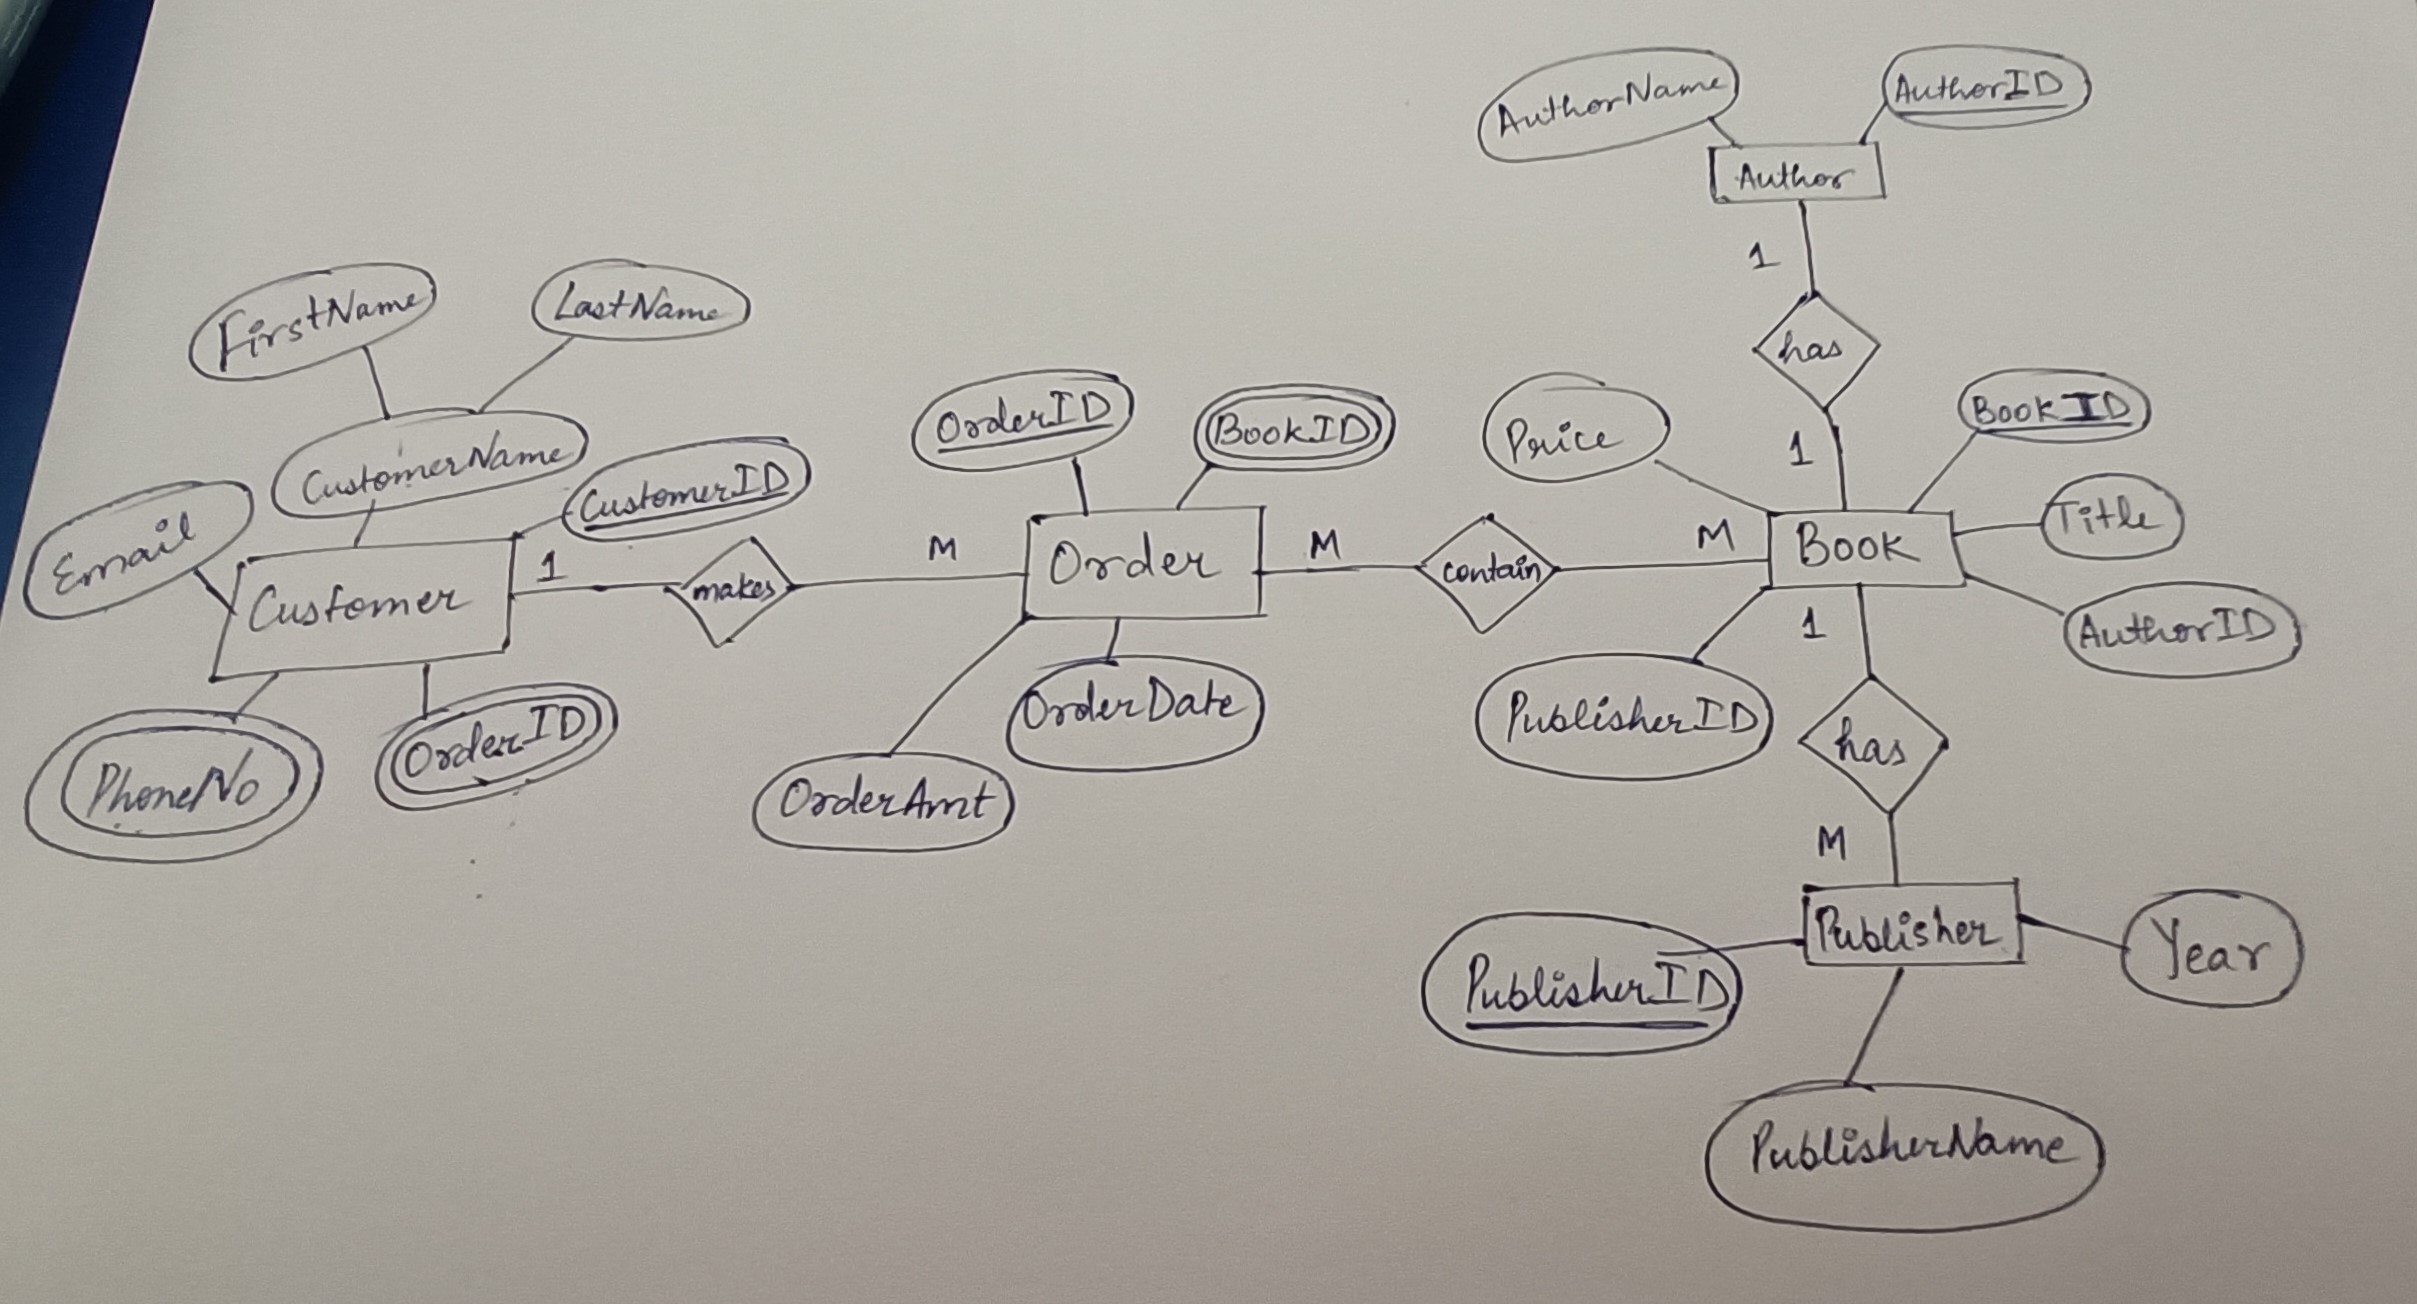 AuthorName
AuthorID
Author
1
has
1
FirstName
LastName
CustomerName
Email
CustomerID
Customer
1
makes
M
PhoneNo
OrderID
OrderID
BookID
Order
M
contain
M
OrderAmt
OrderDate
Price
BookID
Title
Book
AuthorID
PublisherID
1
has
M
Publisher
PublisherID
Year
PublisherName